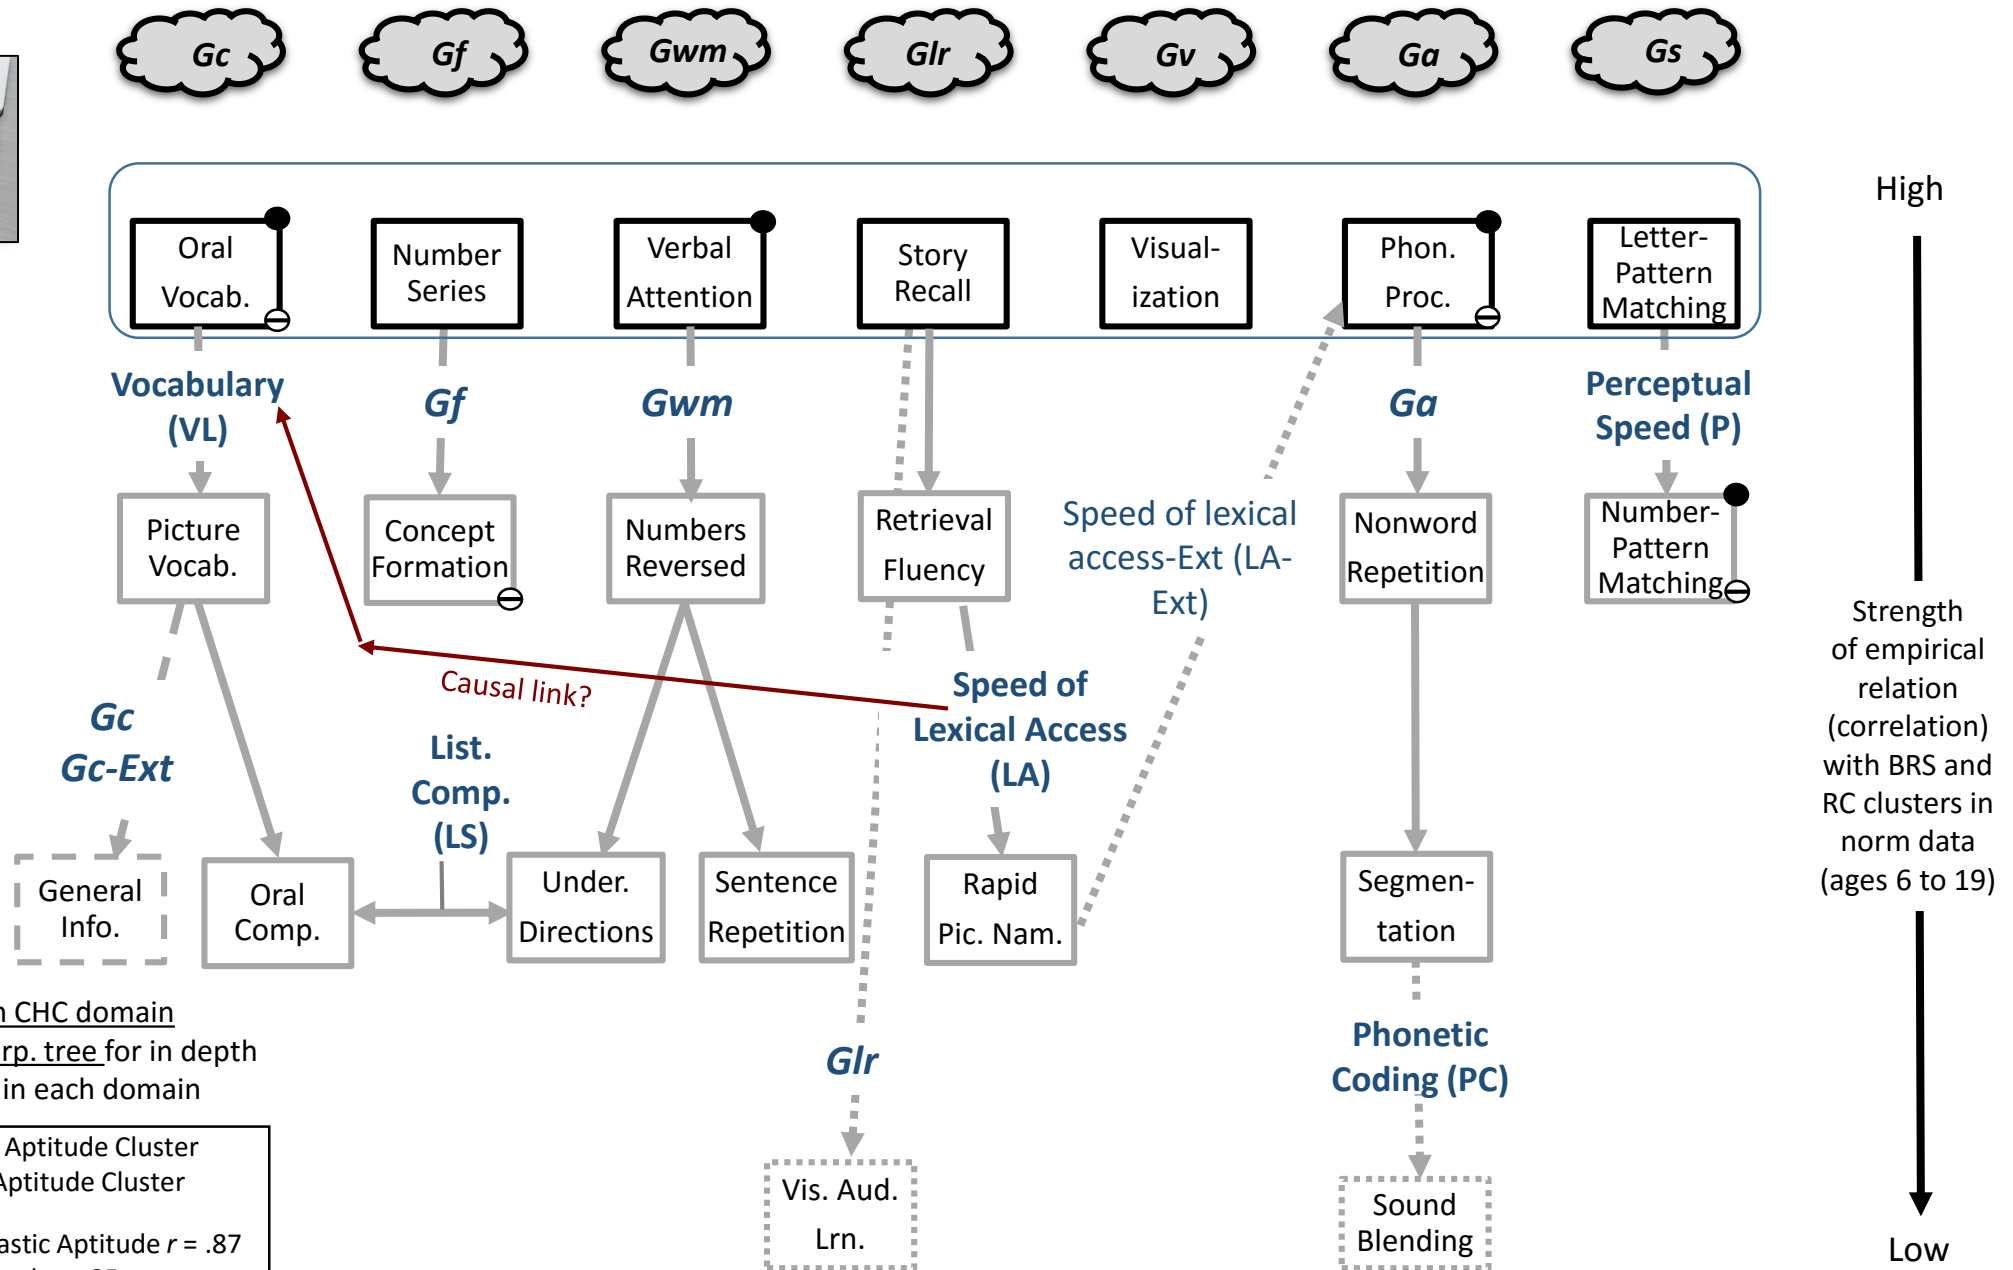 Gc
Gf
Gwm
Glr
Gv
Ga
Gs
High
Oral
Vocab.
Number
Series
Verbal
Attention
Story
Recall
Visual-
ization
Phon.
Proc.
Letter-
Pattern
Matching
Vocabulary
(VL)
Gf
Gwm
Ga
Perceptual
Speed (P)
Picture
Vocab.
Concept
Formation
Numbers
Reversed
Retrieval
Fluency
Speed of lexical
access-Ext (LA-
Ext)
Nonword
Repetition
Number-
Pattern
Matching
Strength
of empirical
relation
(correlation)
with BRS and
RC clusters in
norm data
(ages 6 to 19)
Causal link?
Gc
Gc-Ext
List.
Comp.
(LS)
Speed of
Lexical Access
(LA)
General
Info.
Oral
Comp.
Under.
Directions
Sentence
Repetition
Rapid
Pic. Nam.
Segmen-
tation
CHC domain
rp. tree for in depth
in each domain
Glr
Phonetic
Coding (PC)
Aptitude Cluster
Aptitude Cluster
Aptitude r = .87
Vis. Aud.
Lrn.
Sound
Blending
Low